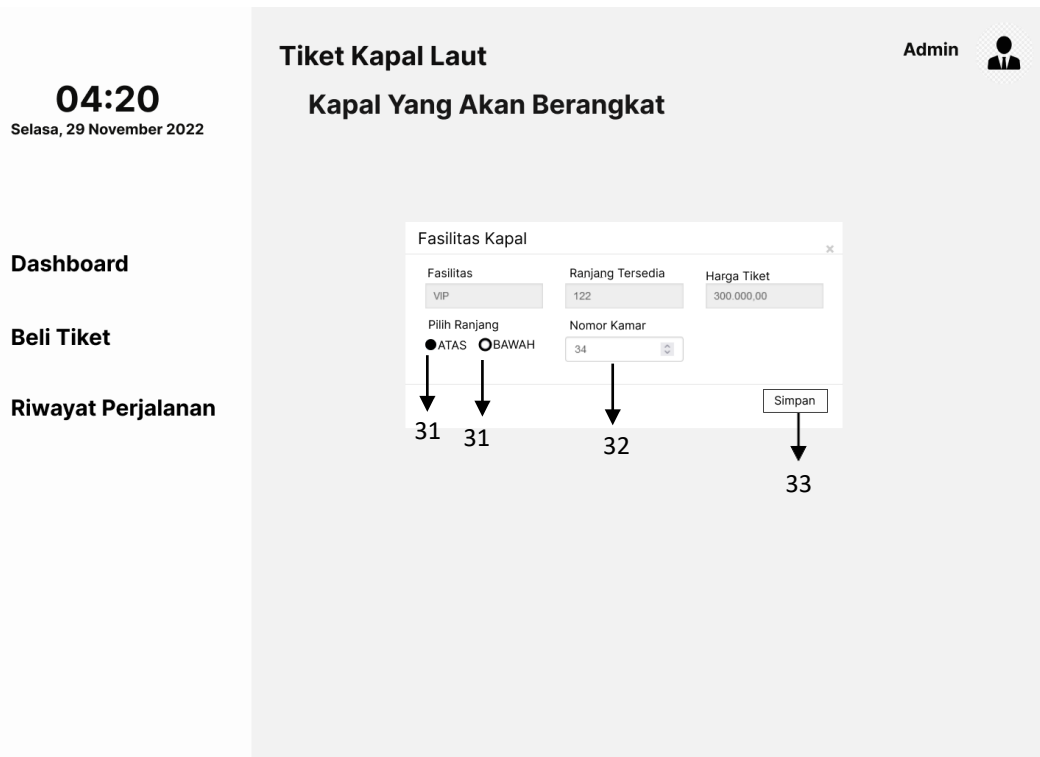 04:20
Selasa, 29 November 2022
Dashboard
Beli Tiket
Riwayat Perjalanan
Tiket Kapal Laut
Admin
Kapal Yang Akan Berangkat
Fasilitas Kapal
×
Fasilitas
VIP
Ranjang Tersedia
122
Harga Tiket
300.000,00
Pilih Ranjang
ATAS BAWAH
Nomor Kamar
34
Simpan
31
31
32
33